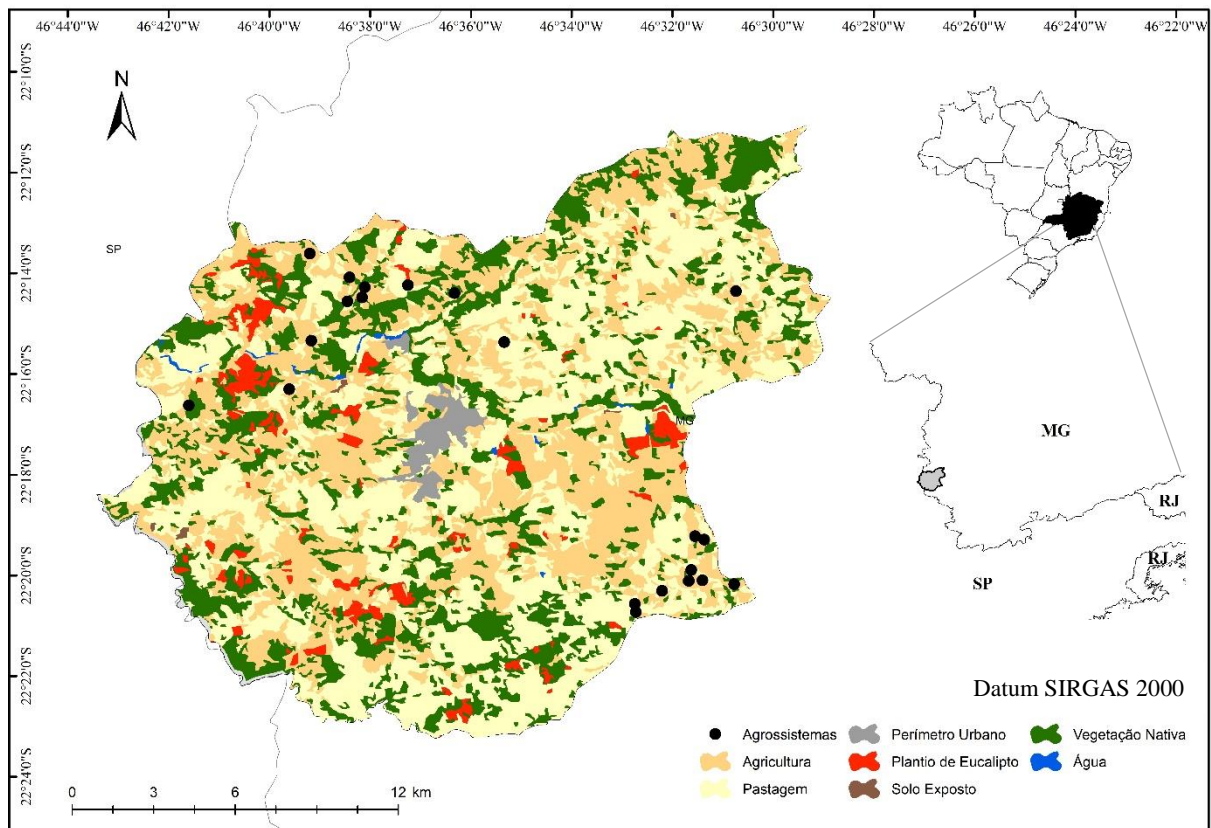 46°44'0"W 46°42'0"W 46°40'0"W 46°38'0"W 46°36'0"W 46°34'0"W 46°32'0"W 46°30'0"W 46°28'0"W 46°26'0"W 46°24'0"W 46°22'0"W
22°10'0"S
22°12'0"S
22°14'0"S
22°16'0"S
22°18'0"S
22°20'0"S
22°22'0"S
22°24'0"S
N
SP
MG
MG
RJ
RJ
SP
Datum SIRGAS 2000
Agrossistemas
Agricultura
Pastagem
Perímetro Urbano
Plantio de Eucalipto
Solo Exposto
Vegetação Nativa
Água
0 3 6 12 km